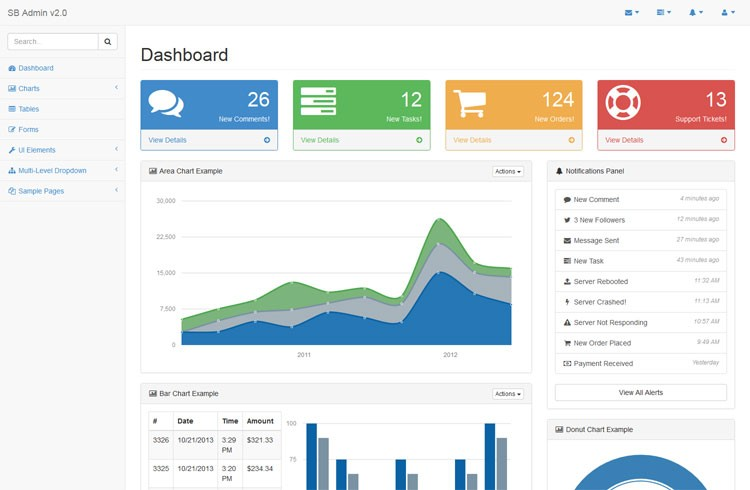 SB Admin v2.0
Search...
Dashboard
Charts
Tables
Forms
UI Elements
Multi-Level Dropdown
Sample Pages
Dashboard
26
New Comments!
View Details
12
New Tasks!
View Details
124
New Orders!
View Details
13
Support Tickets!
View Details
Area Chart Example
Actions
30,000
22,500
15,000
7,500
0
2011
2012
Bar Chart Example
Actions
# Date Time Amount
3326 10/21/2013 3:29 $321.33
PM
3325 10/21/2013 3:20 $234.34
PM
100
75
Notifications Panel
New Comment 4 minutes ago
3 New Followers 12 minutes ago
Message Sent 27 minutes ago
New Task 43 minutes ago
Server Rebooted 11:32 AM
Server Crashed! 11:13 AM
Server Not Responding 10:57 AM
New Order Placed 9:49 AM
Payment Received Yesterday
View All Alerts
Donut Chart Example